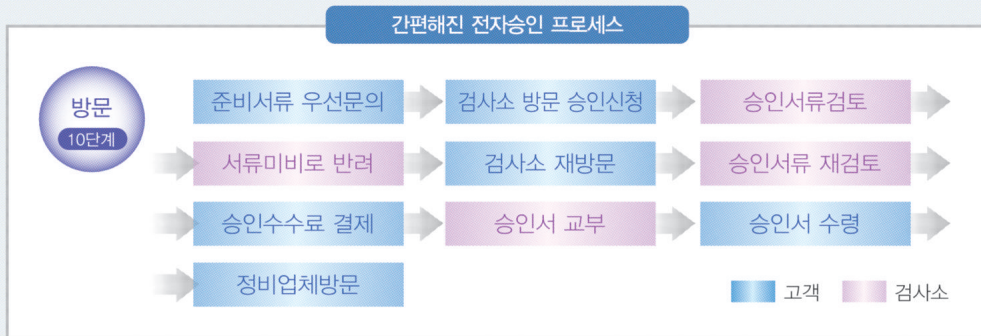 간편해진 전자승인 프로세스
방문
10단계
준비서류 우선문의
검사소 방문 승인신청
승인서류검토
서류미비로 반려
검사소 재방문
승인서류 재검토
승인수수료 결제
승인서 교부
승인서 수령
정비업체방문
고객
검사소